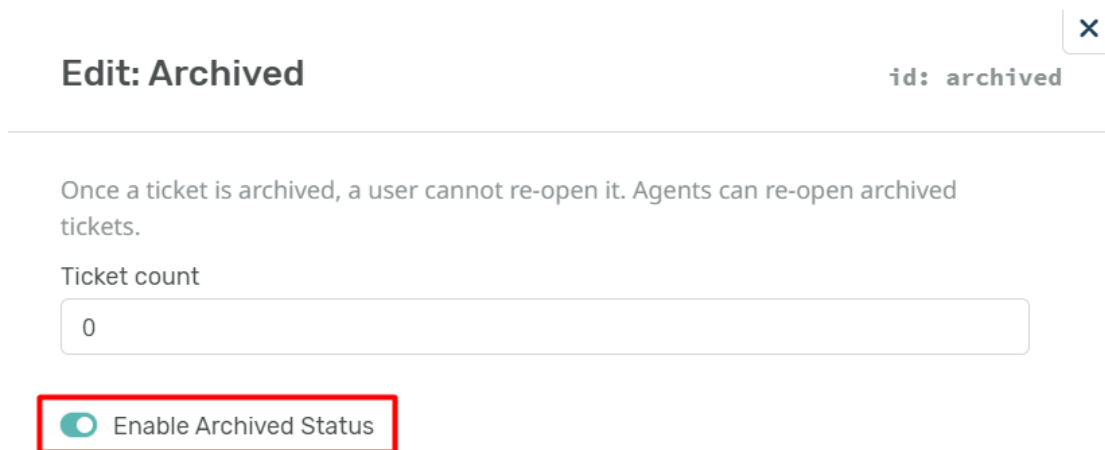 Edit: Archived
id: archived
Once a ticket is archived, a user cannot re-open it. Agents can re-open archived
tickets.
Ticket count
0
Enable Archived Status